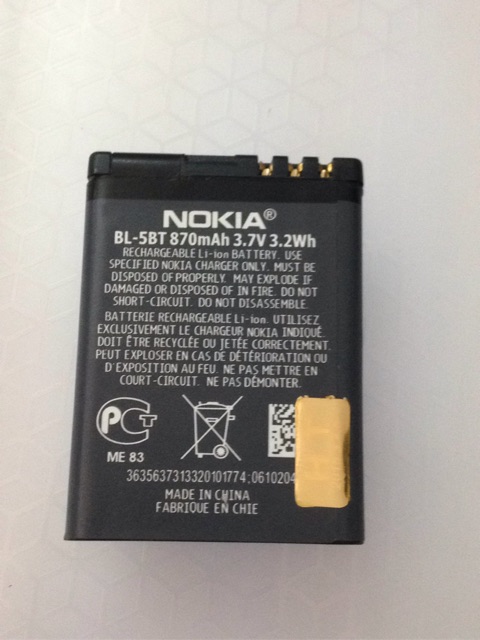 NOKIA®
BL-5BT 870mAh 3.7V 3.2Wh
RECHARGEABLE Li-ion BATTERY. USE
SPECIFIED NOKIA CHARGER ONLY. MUST BE
DISPOSED OF PROPERLY. MAY EXPLODE IF
DAMAGED OR DISPOSED OF IN FIRE. DO NOT
SHORT-CIRCUIT. DO NOT DISASSEMBLE.
BATTERIE RECHARGEABLE Li-ion. UTILISEZ
EXCLUSIVEMENT LE CHARGEUR NOKIA INDIQUÉ.
DOIT ÊTRE RECYCLÉE OU JETÉE CORRECTEMENT.
PEUT EXPLOSER EN CAS DE DÉTÉRIORATION OU
D'EXPOSITION AU FEU. NE PAS METTRE EN
COURT-CIRCUIT. NE PAS DÉMONTER.
PCT
ME 83
3635637313320101774;0610204
MADE IN CHINA
FABRIQUE EN CHIE